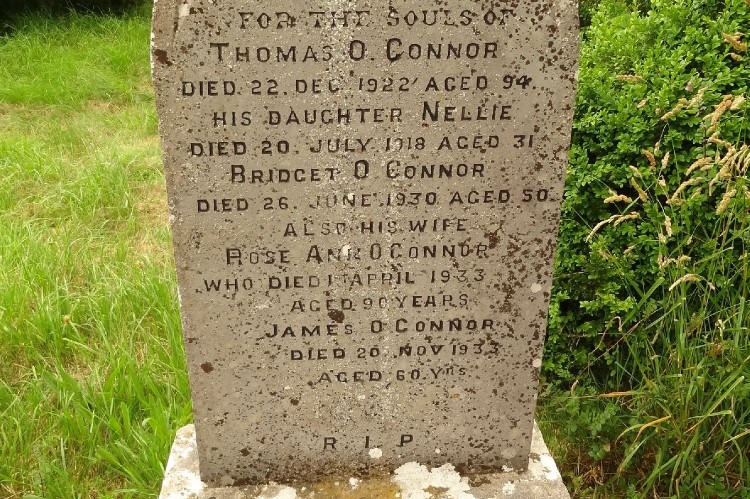 FOR THE SOULS OF
THOMAS O. CONNOR
DIED. 22. DEC. 1922 AGED 94.
HIS DAUGHTER NELLIE
DIED 20. JULY. 1918 AGED 31
BRIDGET O CONNOR
DIED 26. JUNE. 1930 AGED 50.
ALSO HIS WIFE
ROSE ANN O'CONNOR
WHO DIED 1 APRIL 1933
AGED 90 YEARS
JAMES O CONNOR
DIED 20. NOV 1933
AGED 60 YRS
R I P